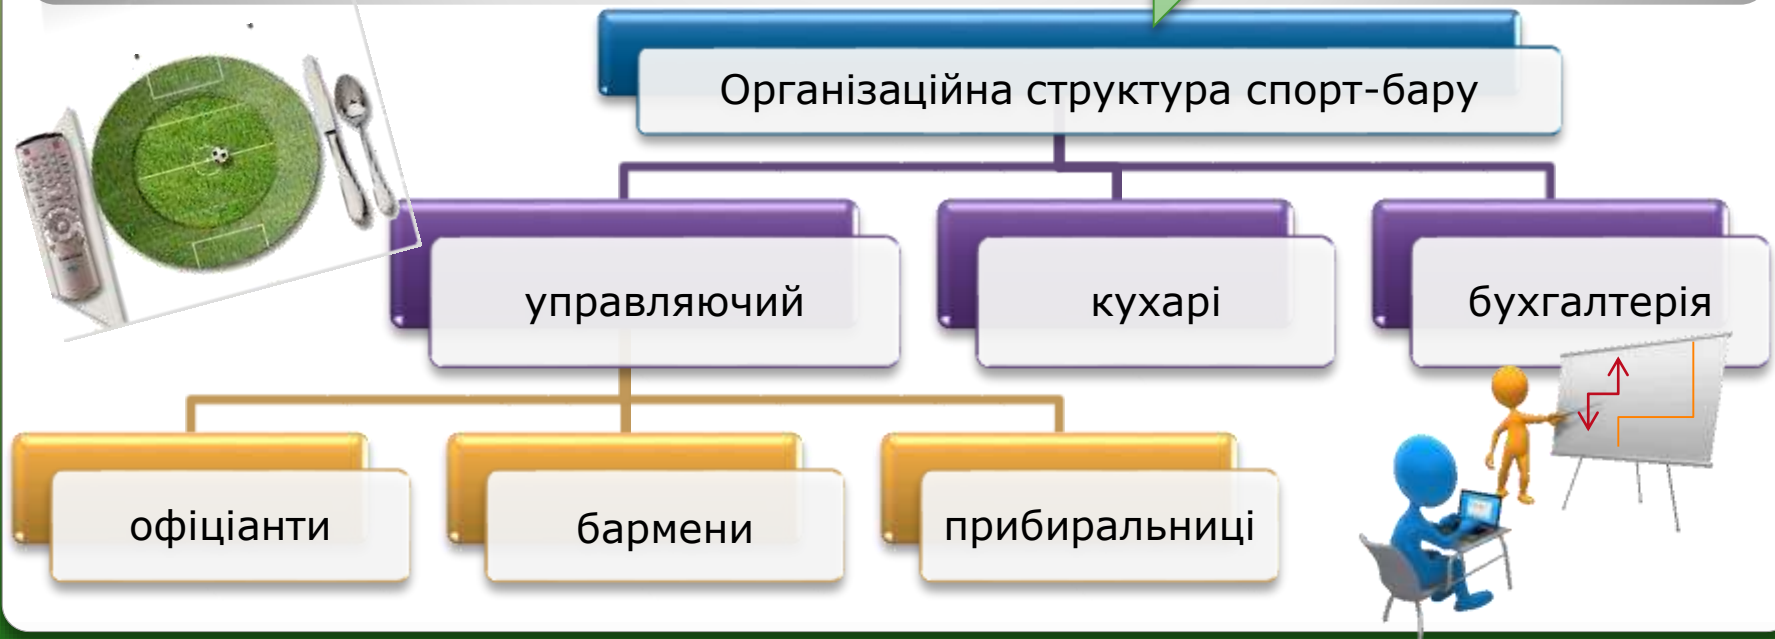 Організаційна структура спорт-бару
управляючий
кухарі
бухгалтерія
офіціанти
бармени
прибиральниці